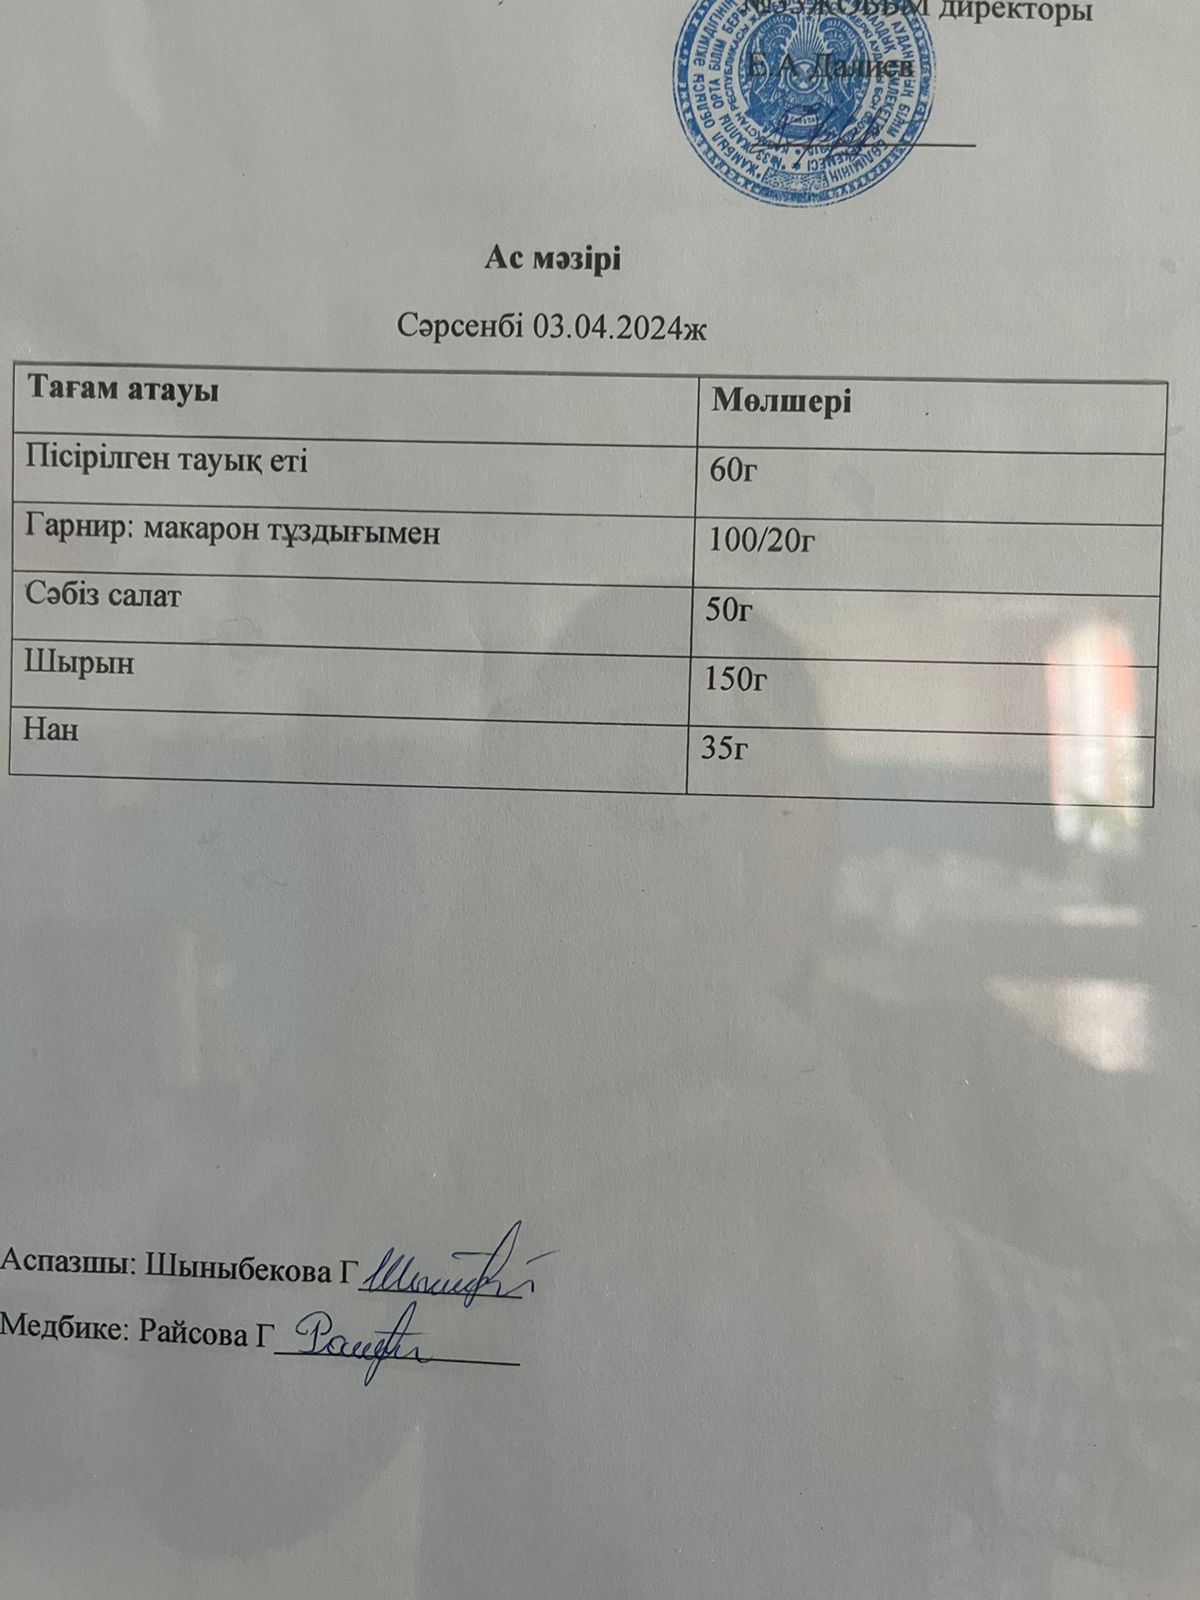 директоры
Е.А Далиев
Ас мәзірі
Сәрсенбі 03.04.2024ж
Тағам атауы Мөлшері
Пісірілген тауық еті 60г
Гарнир: макарон тұздығымен 100/20г
Сәбіз салат 50г
Шырын 150г
Нан 35г
Аспазшы: Шыныбекова Г
Медбике: Райсова Г